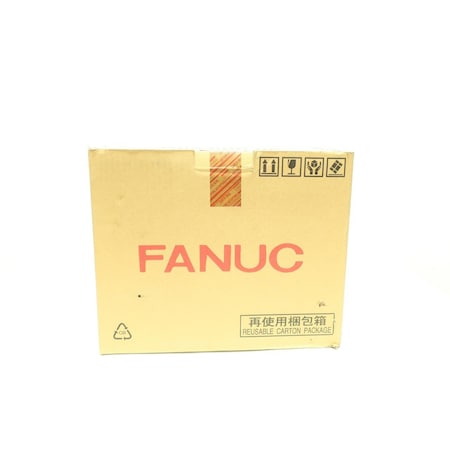 FANUC
再使用梱包箱
REUSABLE CARTON PACKAGE